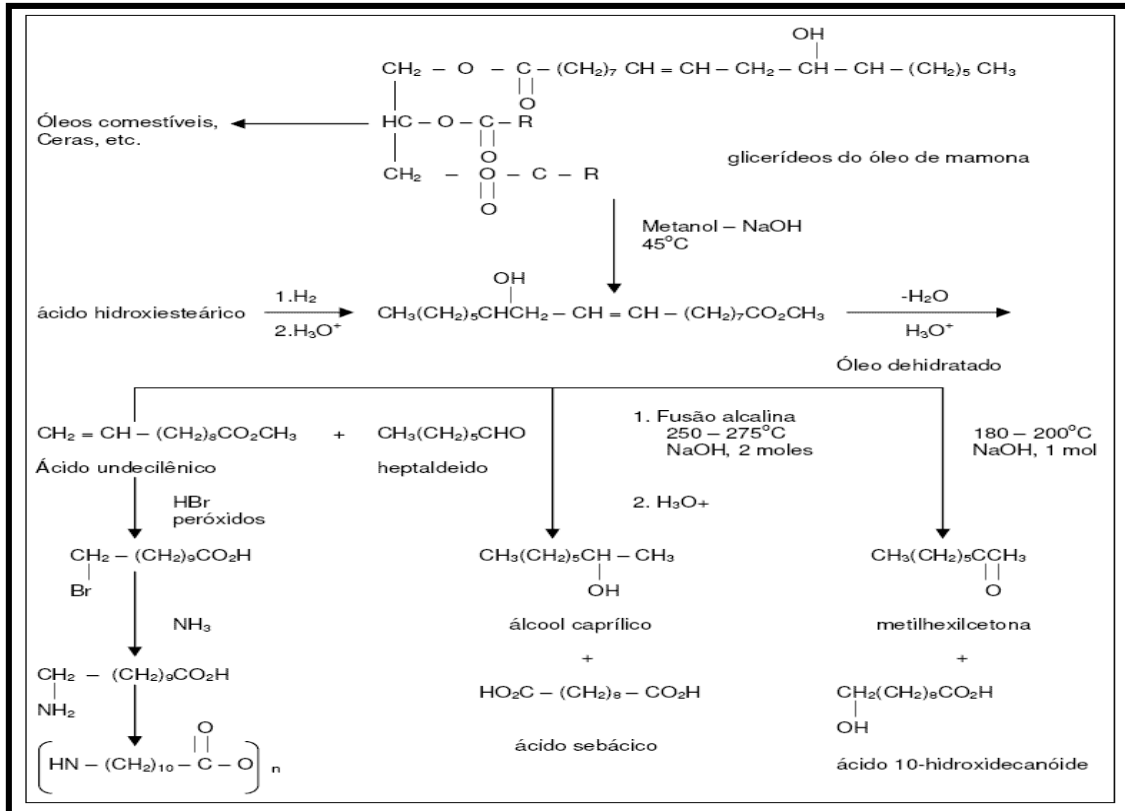 OH
CH₂ – O – C – (CH₂)₇ CH = CH – CH₂ – CH – CH – (CH₂)₅ CH₃
O
Óleos comestíveis,
Ceras, etc.
HC – O – C – R
O
CH₂ – O – C – R
O
glicerídeos do óleo de mamona
Metanol – NaOH
45°C
OH
ácido hidroxiesteárico
1.H₂
2.H₃O⁺
CH₃(CH₂)₅CHCH₂ – CH = CH – (CH₂)₇CO₂CH₃
-H₂O
H₃O⁺
Óleo dehidratado
CH₂ = CH – (CH₂)₈CO₂CH₃ + CH₃(CH₂)₅CHO
Ácido undecilênico
heptaldeido
1. Fusão alcalina
250 – 275°C
NaOH, 2 moles
2. H₃O+
180 – 200°C
NaOH, 1 mol
HBr
peróxidos
CH₂ – (CH₂)₉CO₂H
Br
NH₃
CH₂ – (CH₂)₉CO₂H
NH₂
O
HN – (CH₂)₁₀ – C – O n
CH₃(CH₂)₅CH – CH₃
OH
álcool caprílico
+
HO₂C – (CH₂)₈ – CO₂H
ácido sebácico
CH₃(CH₂)₅CCH₃
O
metilhexilcetona
+
CH₂(CH₂)₈CO₂H
OH
ácido 10-hidroxidecanóide